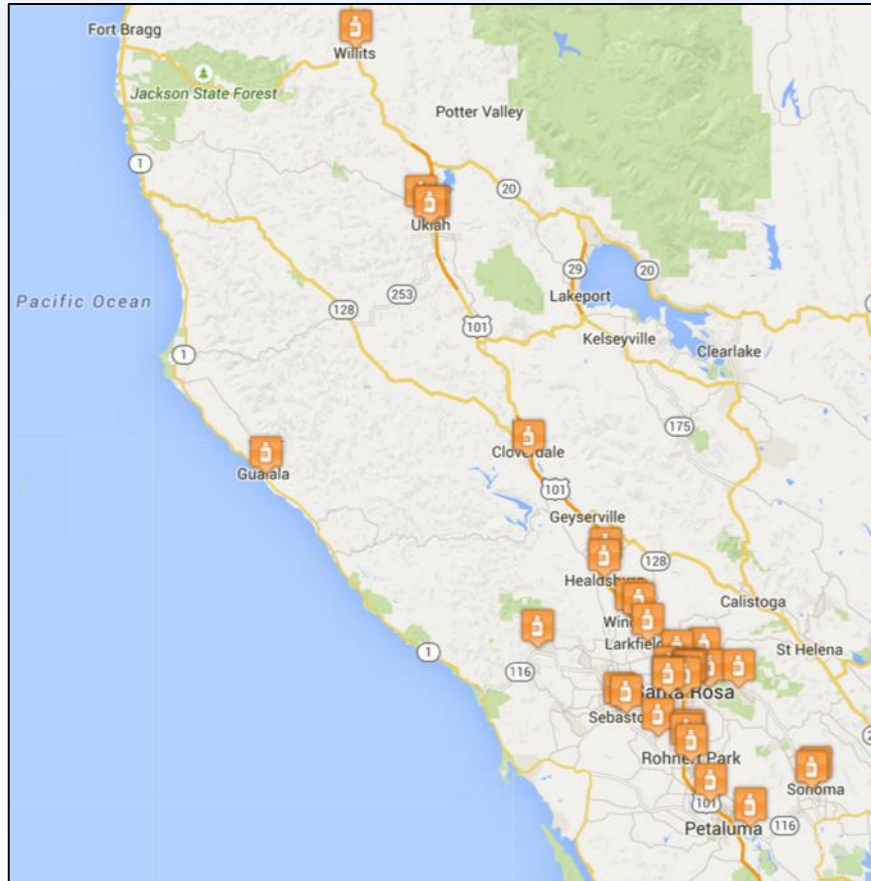 Fort Bragg
Willits
Jackson State Forest
Potter Valley
1
20
Ukiah
29
20
Pacific Ocean
253
Lakeport
128
101
Kelseyville
1
Clearlake
175
Cloverdale
Gualala
101
Geyserville
128
Healdsburg
Calistoga
Larkfield
St Helena
1
116
Santa Rosa
Rohnert Park
Sonoma
101
Petaluma
116